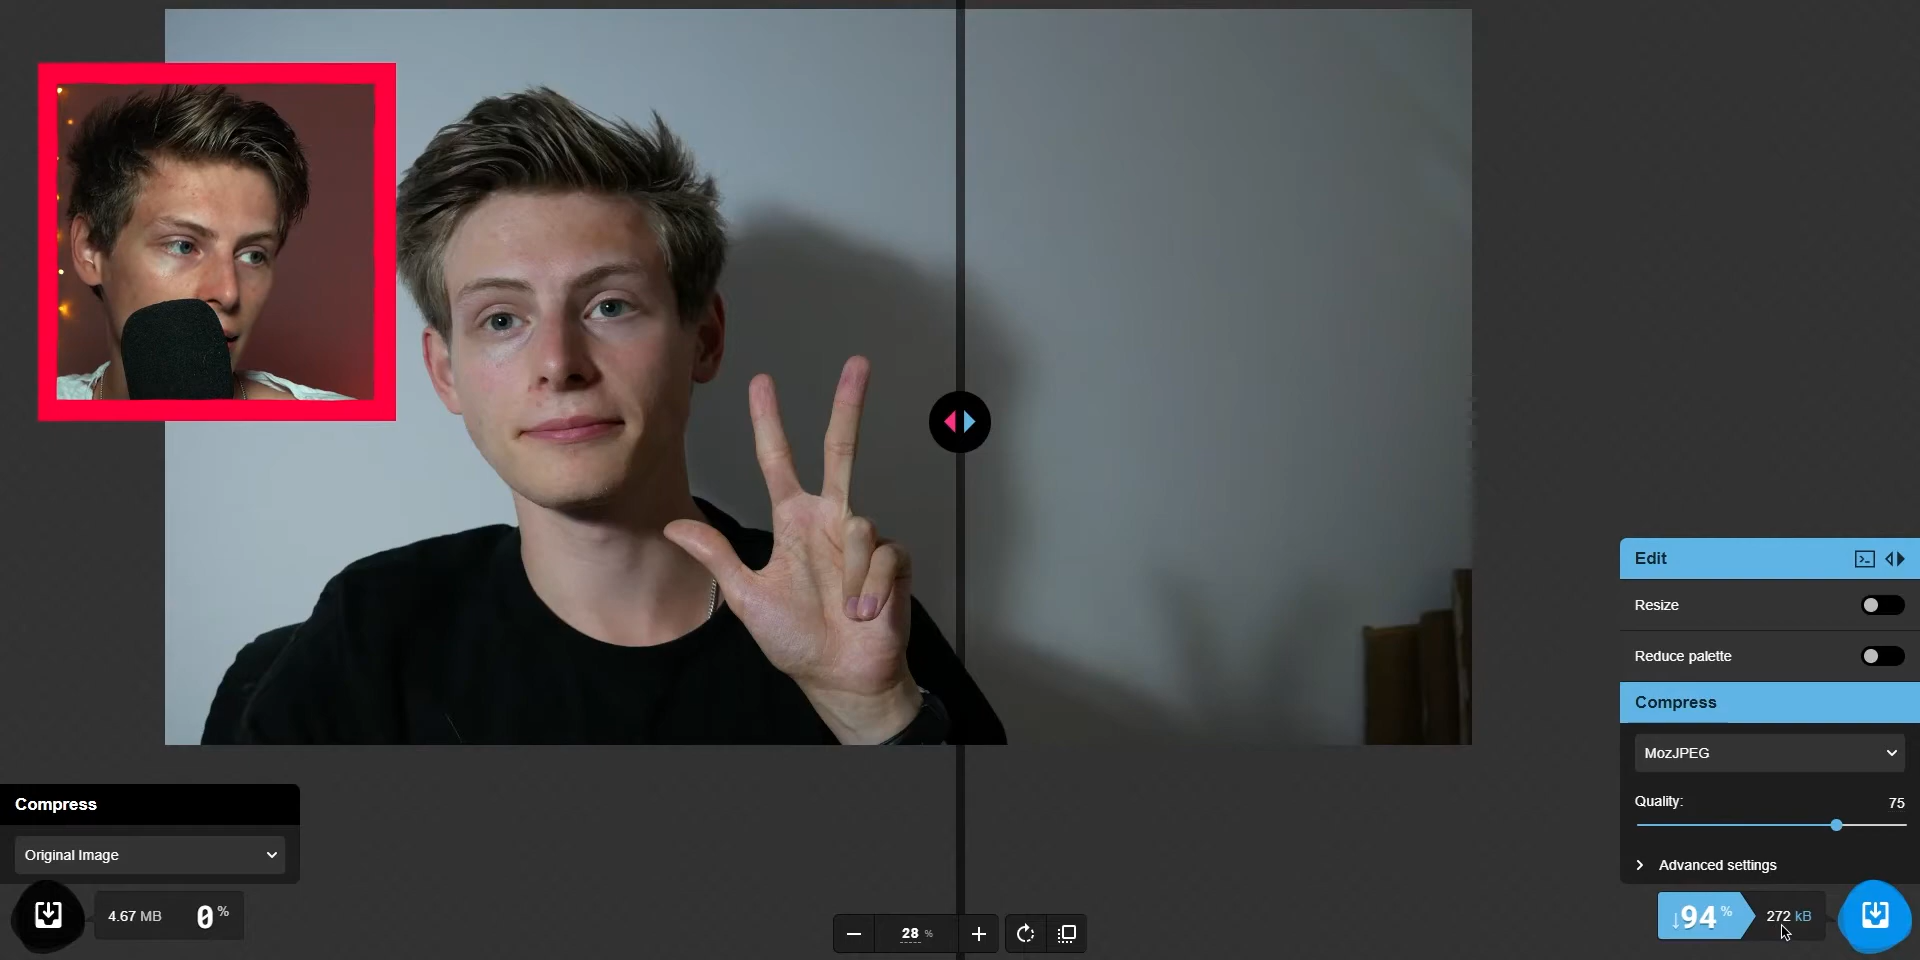 Edit
Resize
Reduce palette
Compress
MozJPEG
Quality:
75
Advanced settings
Compress
Original Image
4.67 MB
0 %
28 %
↓94 %
272 kB